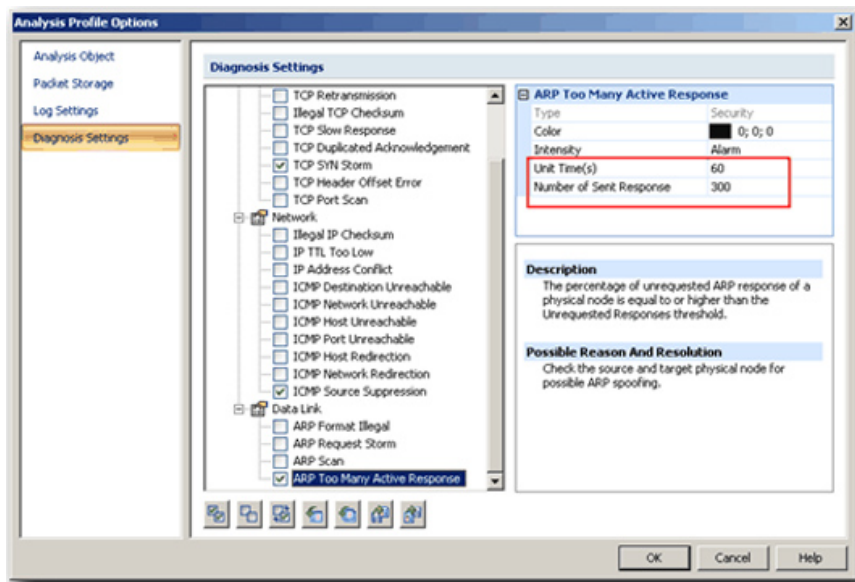 Analysis Profile Options
Analysis Object
Packet Storage
Log Settings
Diagnosis Settings
Diagnosis Settings
TCP Retransmission
Illegal TCP Checksum
TCP Slow Response
TCP Duplicated Acknowledgement
TCP SYN Storm
TCP Header Offset Error
TCP Port Scan
Network
Illegal IP Checksum
IP TTL Too Low
IP Address Conflict
ICMP Destination Unreachable
ICMP Network Unreachable
ICMP Host Unreachable
ICMP Port Unreachable
ICMP Host Redirection
ICMP Network Redirection
ICMP Source Suppression
Data Link
ARP Format Illegal
ARP Request Storm
ARP Scan
ARP Too Many Active Response
ARP Too Many Active Response
Type Security
Color 0; 0; 0
Intensity Alarm
Unit Time(s) 60
Number of Sent Response 300
Description
The percentage of unrequested ARP response of a
physical node is equal to or higher than the
Unrequested Responses threshold.
Possible Reason And Resolution
Check the source and target physical node for
possible ARP spoofing.
OK Cancel Help